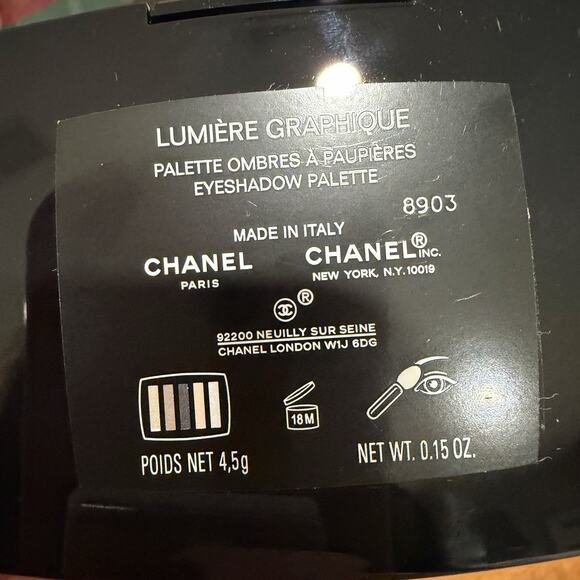 LUMIÈRE GRAPHIQUE
PALETTE OMBRES À PAUPIÈRES
EYESHADOW PALETTE
8903
MADE IN ITALY
CHANEL CHANEL® INC.
PARIS NEW YORK, N.Y. 10019
®
92200 NEUILLY SUR SEINE
CHANEL LONDON W1J 6DG
18M
POIDS NET 4,5g NET WT. 0.15 OZ.